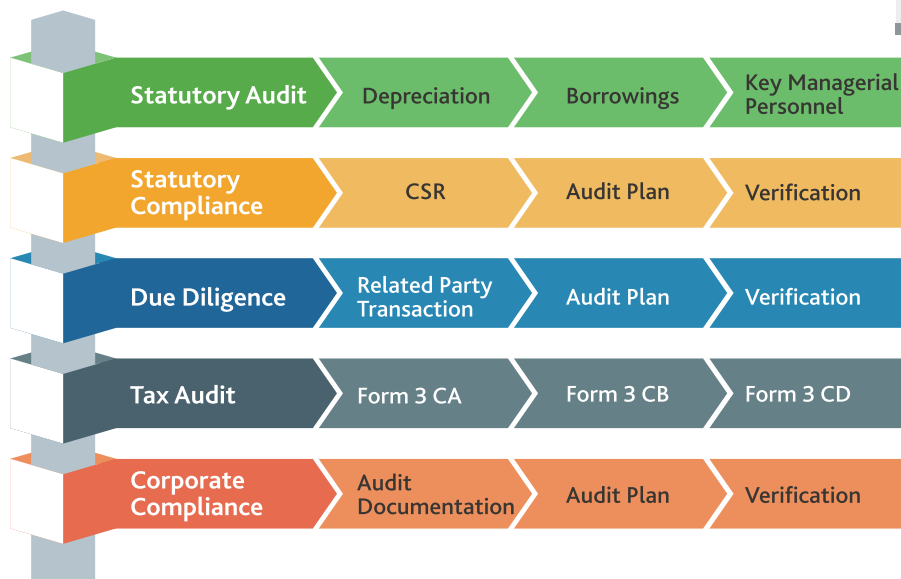 Statutory Audit
Depreciation
Borrowings
Key Managerial
Personnel
Statutory
Compliance
CSR
Audit Plan
Verification
Due Diligence
Related Party
Transaction
Audit Plan
Verification
Tax Audit
Form 3 CA
Form 3 CB
Form 3 CD
Corporate
Compliance
Audit
Documentation
Audit Plan
Verification